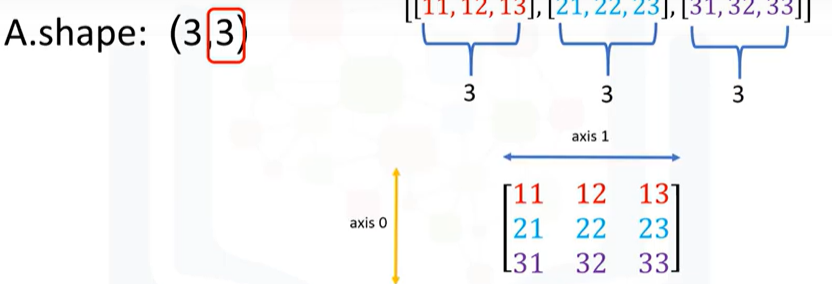 [[11, 12, 13], [21, 22, 23], [31, 32, 33]]
A.shape: (3,3)
3 3 3
axis 1
axis 0
11 12 13
21 22 23
31 32 33